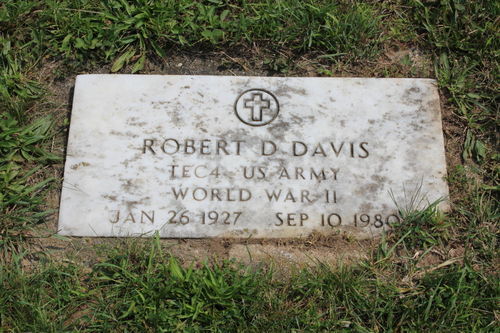 ROBERT D DAVIS
TEC4 US ARMY
WORLD WAR II
JAN 26 1927 SEP 10 1980